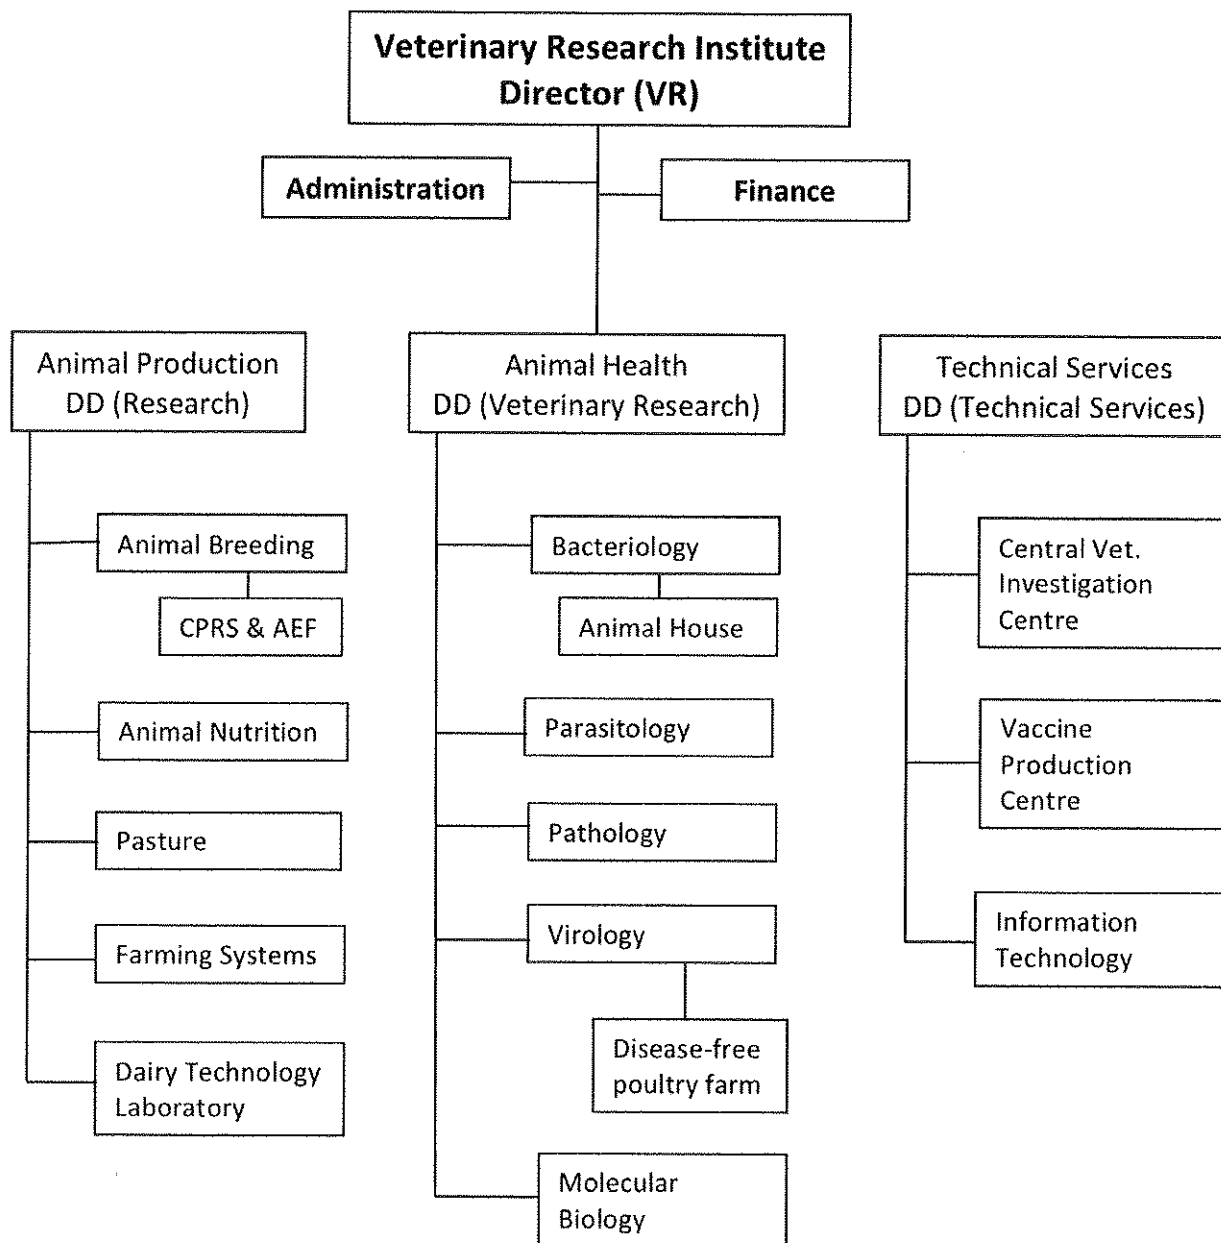 Veterinary Research Institute
Director (VR)
Administration
Finance
Animal Production
DD (Research)
Animal Breeding
CPRS & AEF
Animal Nutrition
Pasture
Farming Systems
Dairy Technology
Laboratory
Animal Health
DD (Veterinary Research)
Bacteriology
Animal House
Parasitology
Pathology
Virology
Disease-free
poultry farm
Molecular
Biology
Technical Services
DD (Technical Services)
Central Vet.
Investigation
Centre
Vaccine
Production
Centre
Information
Technology